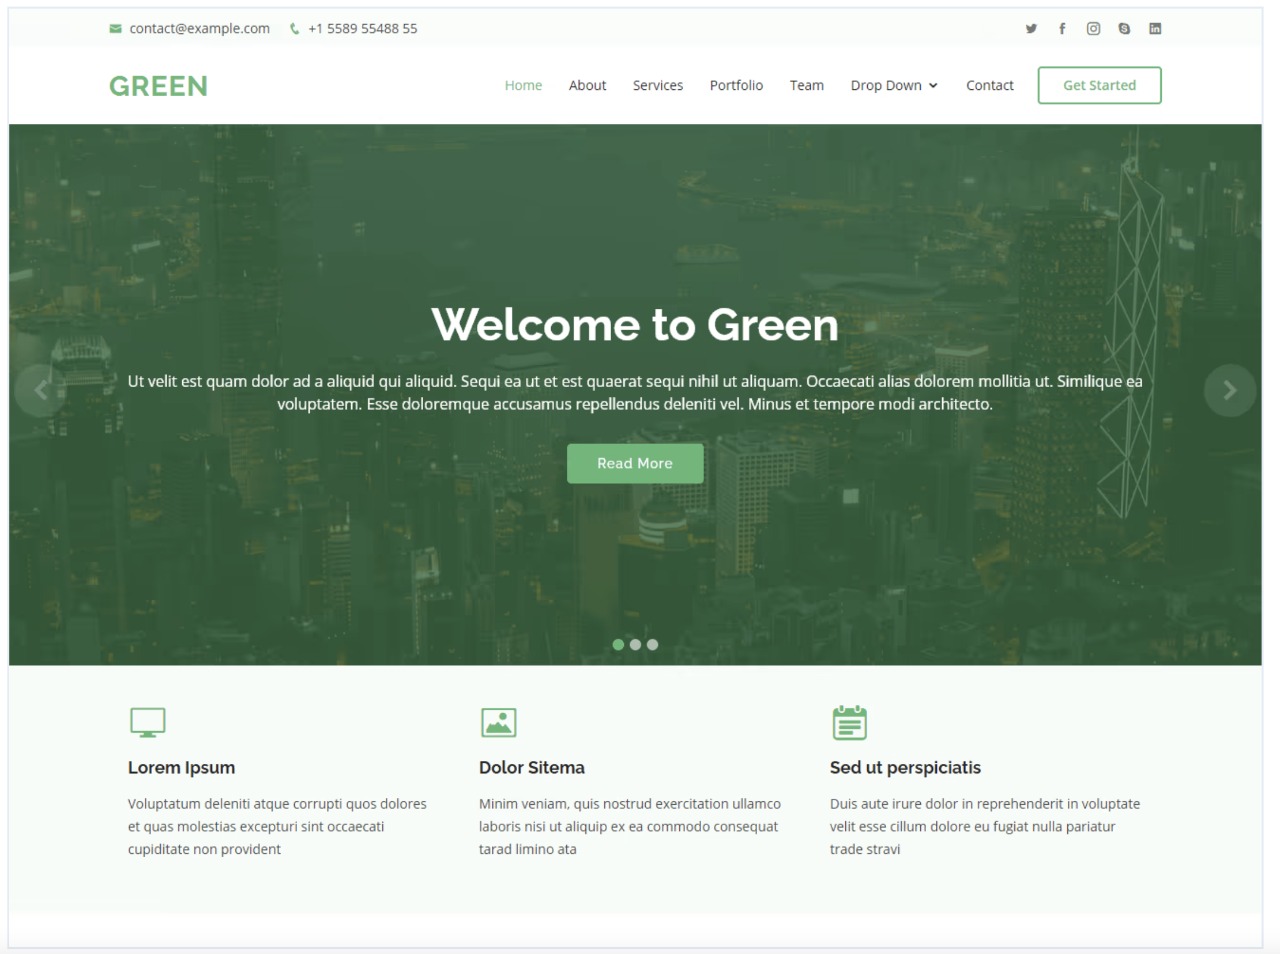 contact@example.com +1 5589 55488 55
GREEN
Home About Services Portfolio Team Drop Down Contact Get Started
Welcome to Green
Ut velit est quam dolor ad a aliquid qui aliquid. Sequi ea ut et est quaerat sequi nihil ut aliquam. Occaecati alias dolorem mollitia ut. Similique ea
voluptatem. Esse doloremque accusamus repellendus deleniti vel. Minus et tempore modi architecto.
Read More
Lorem Ipsum
Voluptatum deleniti atque corrupti quos dolores
et quas molestias excepturi sint occaecati
cupiditate non provident
Dolor Sitema
Minim veniam, quis nostrud exercitation ullamco
laboris nisi ut aliquip ex ea commodo consequat
tarad limino ata
Sed ut perspiciatis
Duis aute irure dolor in reprehenderit in voluptate
velit esse cillum dolore eu fugiat nulla pariatur
trade stravi